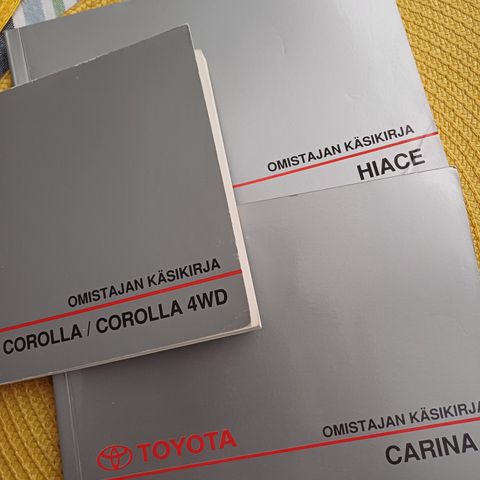 OMISTAJAN KÄSIKIRJA
HIACE
OMISTAJAN KÄSIKIRJA
COROLLA / COROLLA 4WD
TOYOTA
OMISTAJAN KÄSIKIRJA
CARINA